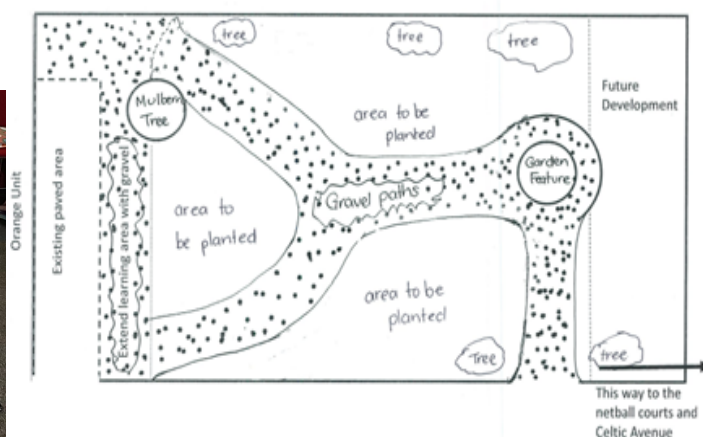 tree
tree
tree
Mulberry
Tree
area to be
planted
Future
Development
Garden
Feature
Gravel paths
area to
be planted
Orange Unit
Existing paved area
Extend learning area with gravel
area to be
planted
Tree
tree
This way to the
netball courts and
Celtic Avenue